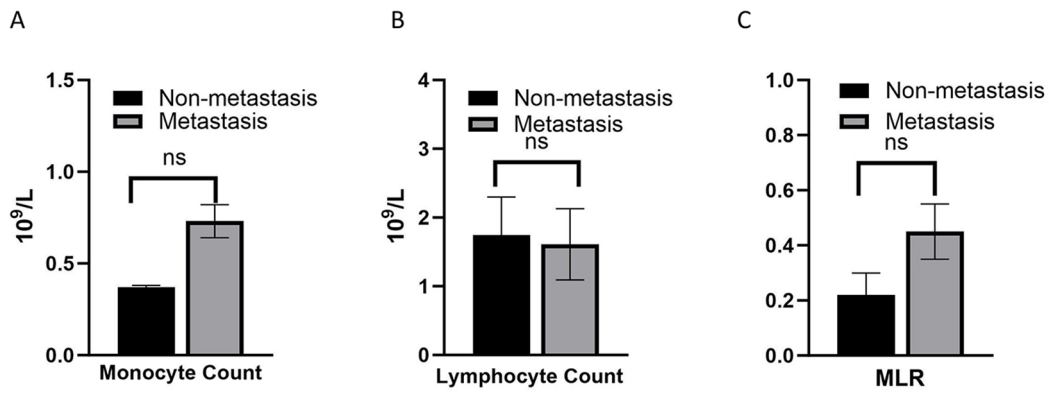 A
1.5
1.0
0.5
0.0
10⁹/L
Non-metastasis
Metastasis
ns
Monocyte Count
B
4
3
2
1
0
10⁹/L
Non-metastasis
Metastasis
ns
Lymphocyte Count
C
1.0
0.8
0.6
0.4
0.2
0.0
Non-metastasis
Metastasis
ns
MLR